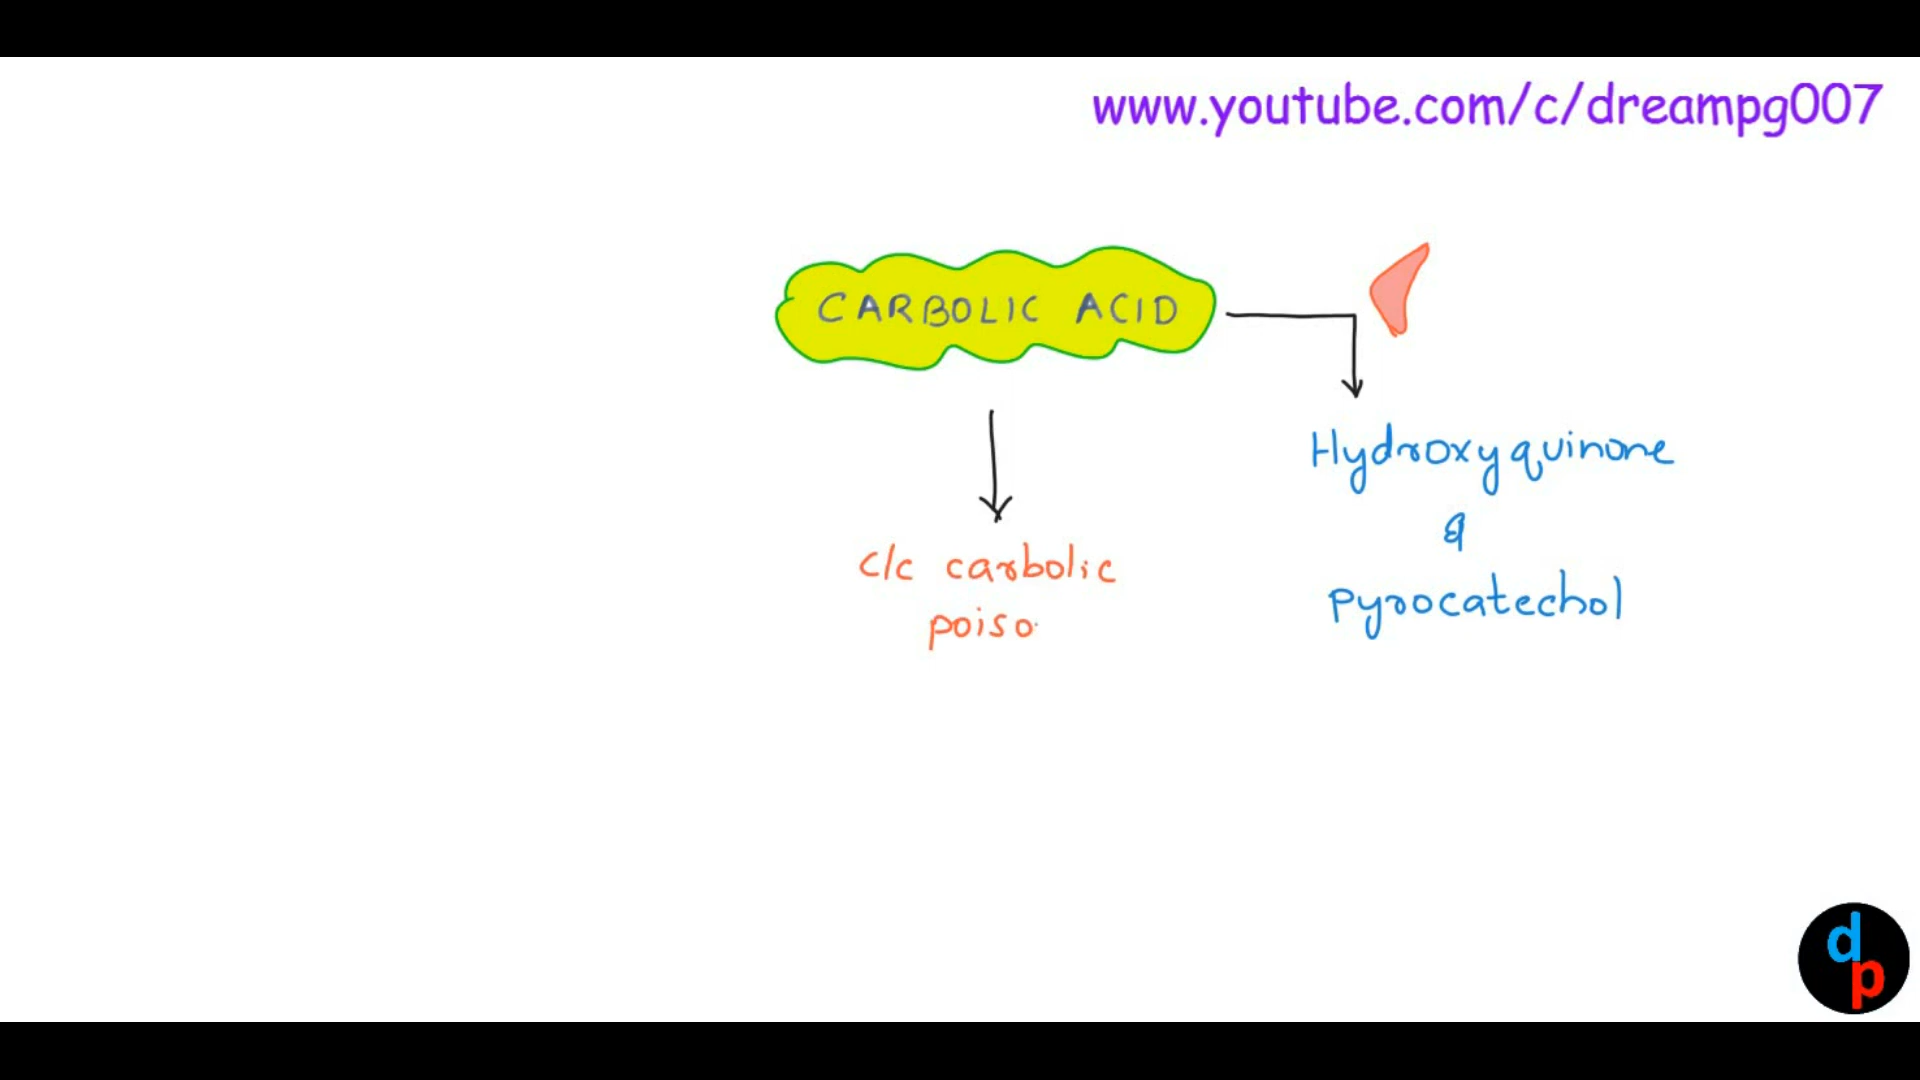 www.youtube.com/c/dreampg007
CARBOLIC ACID
Hydroxyquinone
&
pyrocatechol
c/c carbolic
poiso
dp